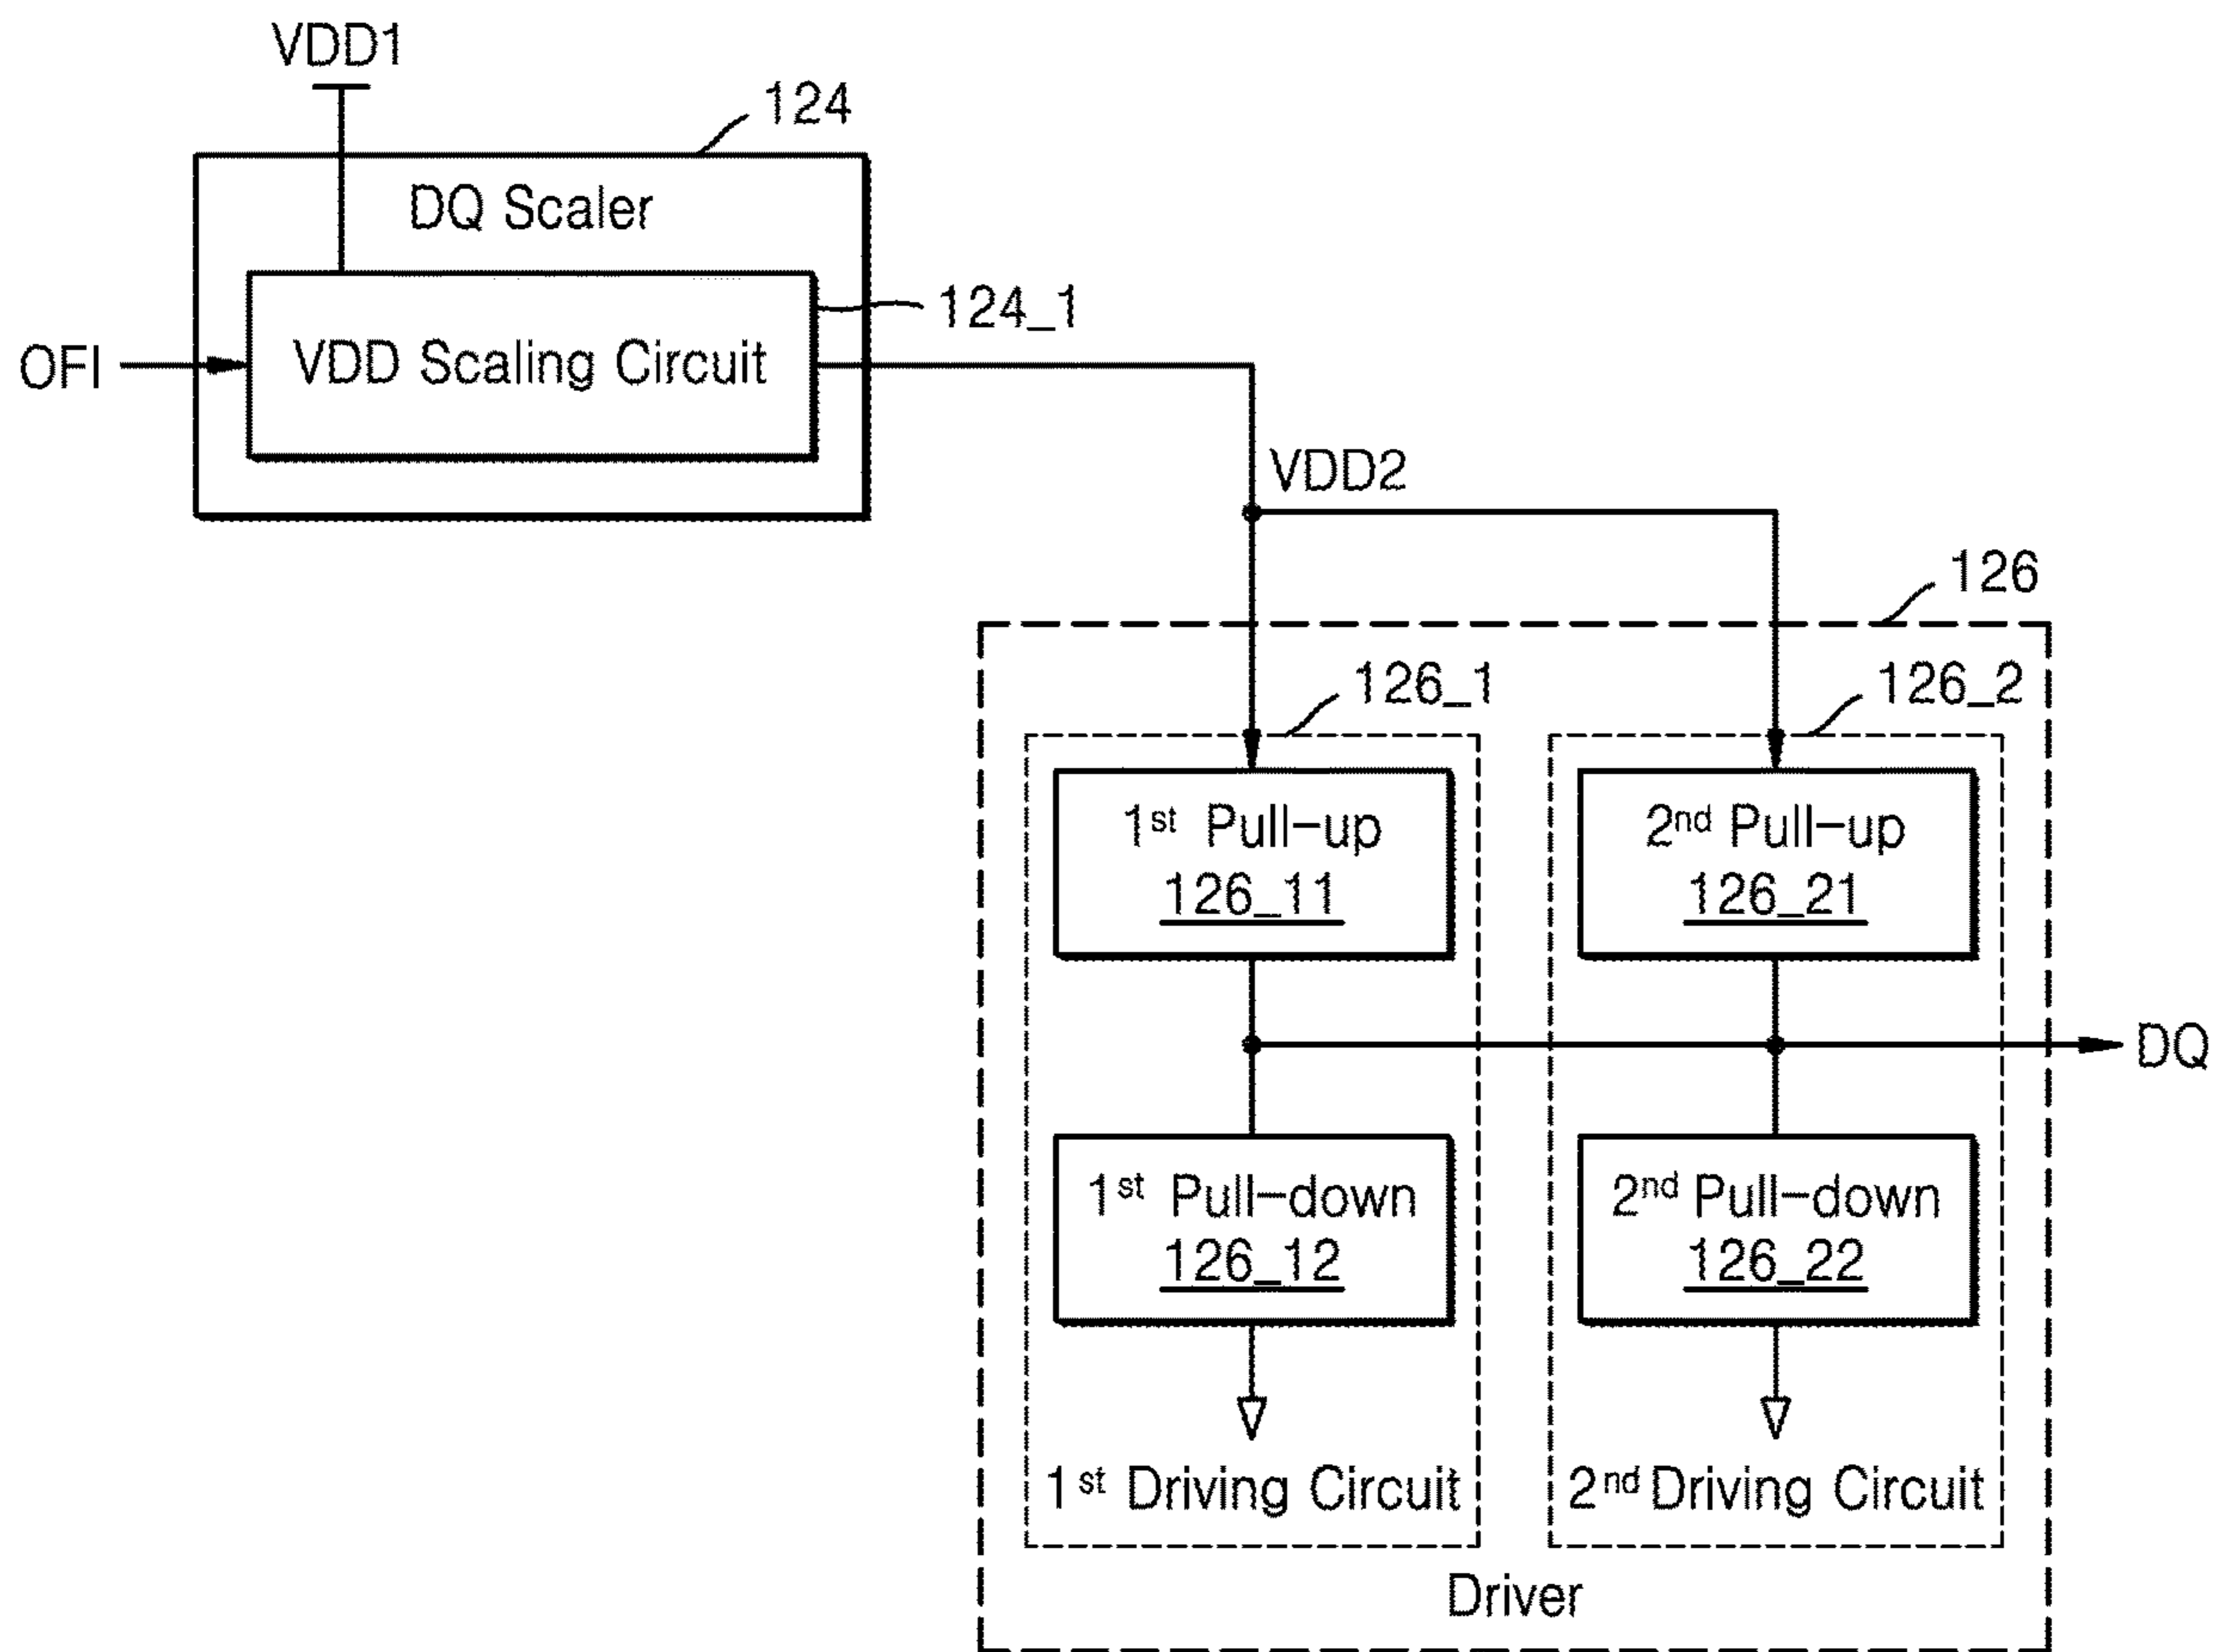 VDD1
124
DQ Scaler
124_1
OFI
VDD Scaling Circuit
VDD2
126
126_1
126_2
1st Pull-up
126_11
2nd Pull-up
126_21
DQ
1st Pull-down
126_12
2nd Pull-down
126_22
1st Driving Circuit
2nd Driving Circuit
Driver